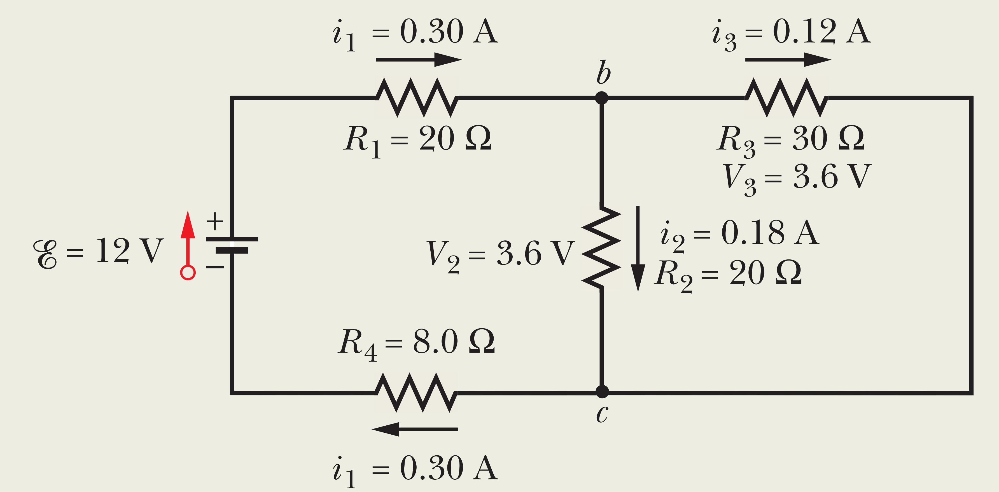 i₁ = 0.30 A
i₃ = 0.12 A
b
R₁ = 20 Ω
R₃ = 30 Ω
V₃ = 3.6 V
+
ℰ = 12 V
−
V₂ = 3.6 V
i₂ = 0.18 A
R₂ = 20 Ω
R₄ = 8.0 Ω
c
i₁ = 0.30 A